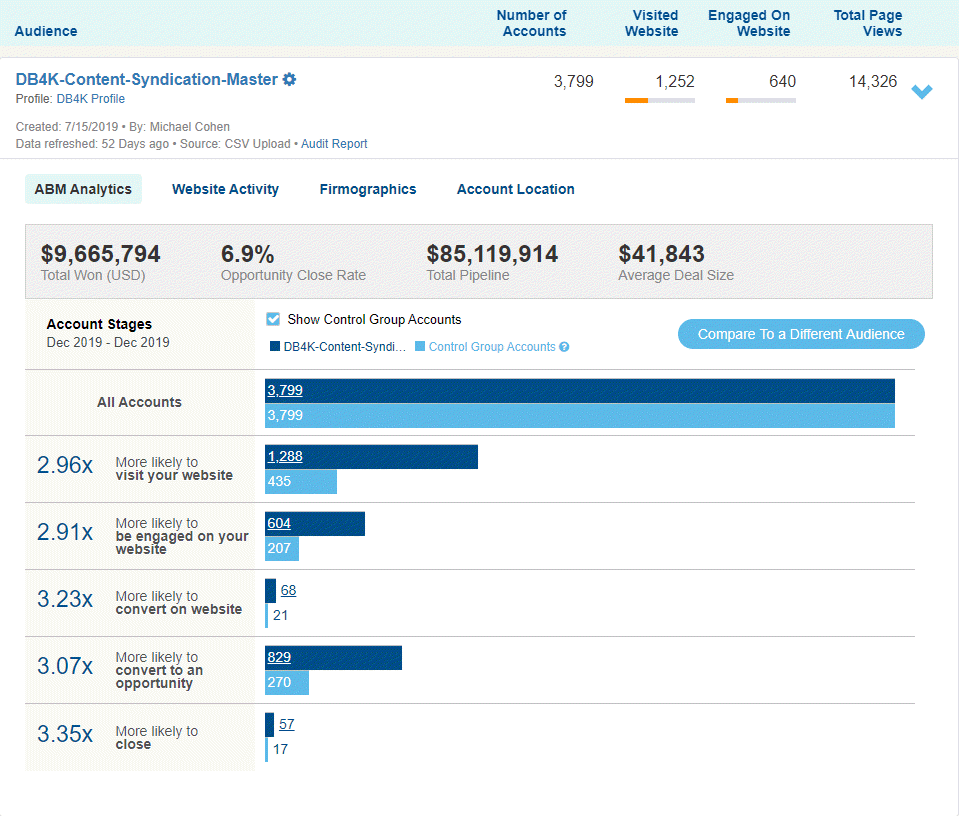 Audience
Number of Accounts
Visited Website
Engaged On Website
Total Page Views
DB4K-Content-Syndication-Master
3,799 1,252 640 14,326
Profile: DB4K Profile
Created: 7/15/2019 • By: Michael Cohen
Data refreshed: 52 Days ago • Source: CSV Upload • Audit Report
ABM Analytics Website Activity Firmographics Account Location
$9,665,794 6.9% $85,119,914 $41,843
Total Won (USD) Opportunity Close Rate Total Pipeline Average Deal Size
Account Stages
Dec 2019 - Dec 2019
Show Control Group Accounts
DB4K-Content-Syndi... Control Group Accounts ?
Compare To a Different Audience
All Accounts
3,799
3,799
2.96x
More likely to
visit your website
1,288
435
2.91x
More likely to
be engaged on your
website
604
207
3.23x
More likely to
convert on website
68
21
3.07x
More likely to
convert to an
opportunity
829
270
3.35x
More likely to
close
57
17